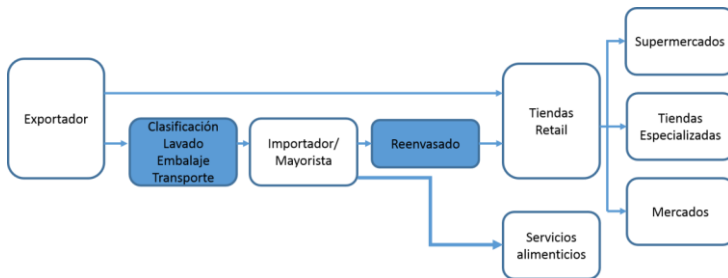 Exportador
Clasificación
Lavado
Embalaje
Transporte
Importador/
Mayorista
Reenvasado
Tiendas
Retail
Servicios
alimenticios
Supermercados
Tiendas
Especializadas
Mercados